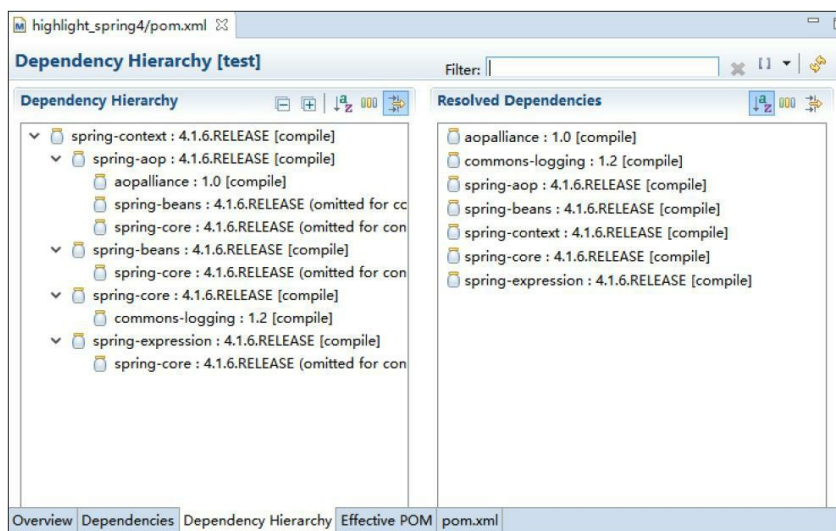 highlight_spring4/pom.xml
Dependency Hierarchy [test]
Filter:
Dependency Hierarchy
spring-context : 4.1.6.RELEASE [compile]
spring-aop : 4.1.6.RELEASE [compile]
aopalliance : 1.0 [compile]
spring-beans : 4.1.6.RELEASE (omitted for cc
spring-core : 4.1.6.RELEASE (omitted for con
spring-beans : 4.1.6.RELEASE [compile]
spring-core : 4.1.6.RELEASE (omitted for con
spring-core : 4.1.6.RELEASE [compile]
commons-logging : 1.2 [compile]
spring-expression : 4.1.6.RELEASE [compile]
spring-core : 4.1.6.RELEASE (omitted for con
Resolved Dependencies
aopalliance : 1.0 [compile]
commons-logging : 1.2 [compile]
spring-aop : 4.1.6.RELEASE [compile]
spring-beans : 4.1.6.RELEASE [compile]
spring-context : 4.1.6.RELEASE [compile]
spring-core : 4.1.6.RELEASE [compile]
spring-expression : 4.1.6.RELEASE [compile]
Overview Dependencies Dependency Hierarchy Effective POM pom.xml